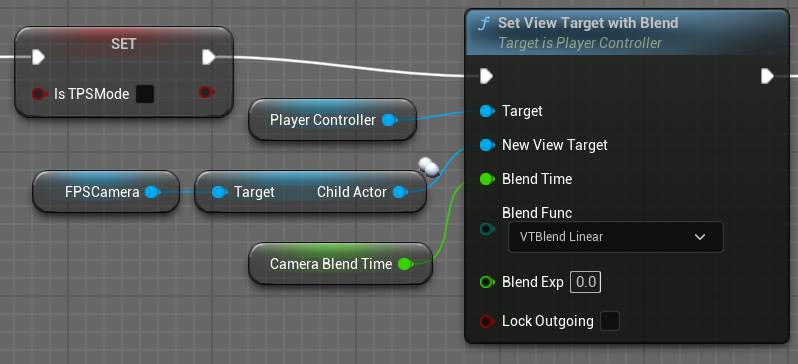 SET
Is TPSMode
Set View Target with Blend
Target is Player Controller
Player Controller
Target
New View Target
FPSCamera
Target Child Actor
Blend Time
Blend Func
VTBlend Linear
Camera Blend Time
Blend Exp 0.0
Lock Outgoing